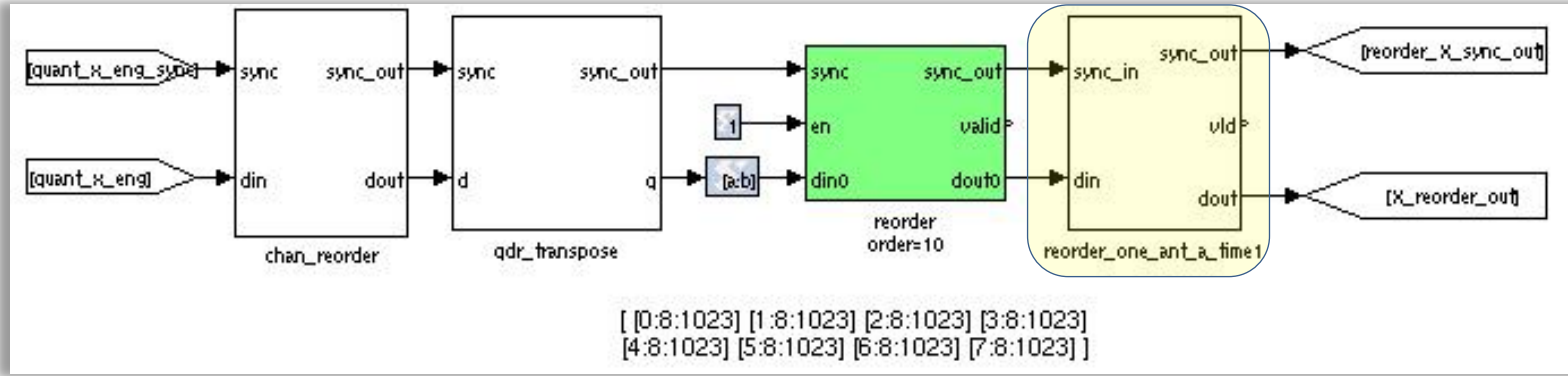 [quant_x_eng_sync]
sync
sync_out
[quant_x_eng]
din
dout
chan_reorder
sync
sync_out
d
q
qdr_transpose
1
[a:b]
sync
sync_out
en
valid
din0
dout0
reorder
order=10
sync_in
sync_out
vld
din
dout
reorder_one_ant_a_time1
[reorder_X_sync_out]
[X_reorder_out]
[ [0:8:1023] [1:8:1023] [2:8:1023] [3:8:1023]
[4:8:1023] [5:8:1023] [6:8:1023] [7:8:1023] ]